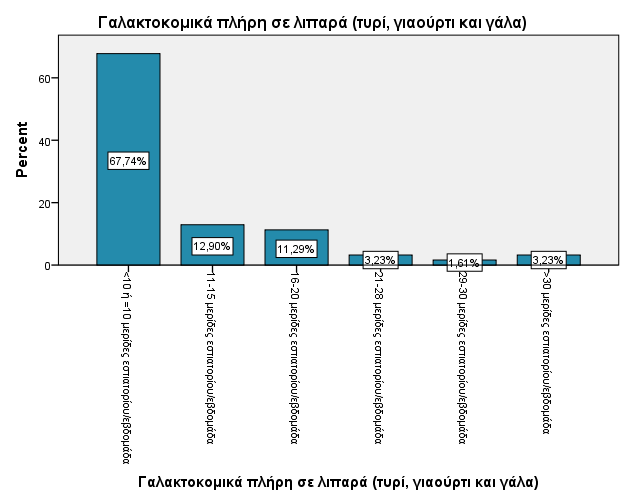 Γαλακτοκομικά πλήρη σε λιπαρά (τυρί, γιαούρτι και γάλα)
Percent
60
40
20
0
67,74%
12,90%
11,29%
3,23%
1,61%
3,23%
<10 ή =10 μερίδες εστιατορίου/εβδομάδα
11-15 μερίδες εστιατορίου/εβδομάδα
16-20 μερίδες εστιατορίου/εβδομάδα
21-28 μερίδες εστιατορίου/εβδομάδα
29-30 μερίδες εστιατορίου/εβδομάδα
>30 μερίδες εστιατορίου/εβδομάδα
Γαλακτοκομικά πλήρη σε λιπαρά (τυρί, γιαούρτι και γάλα)